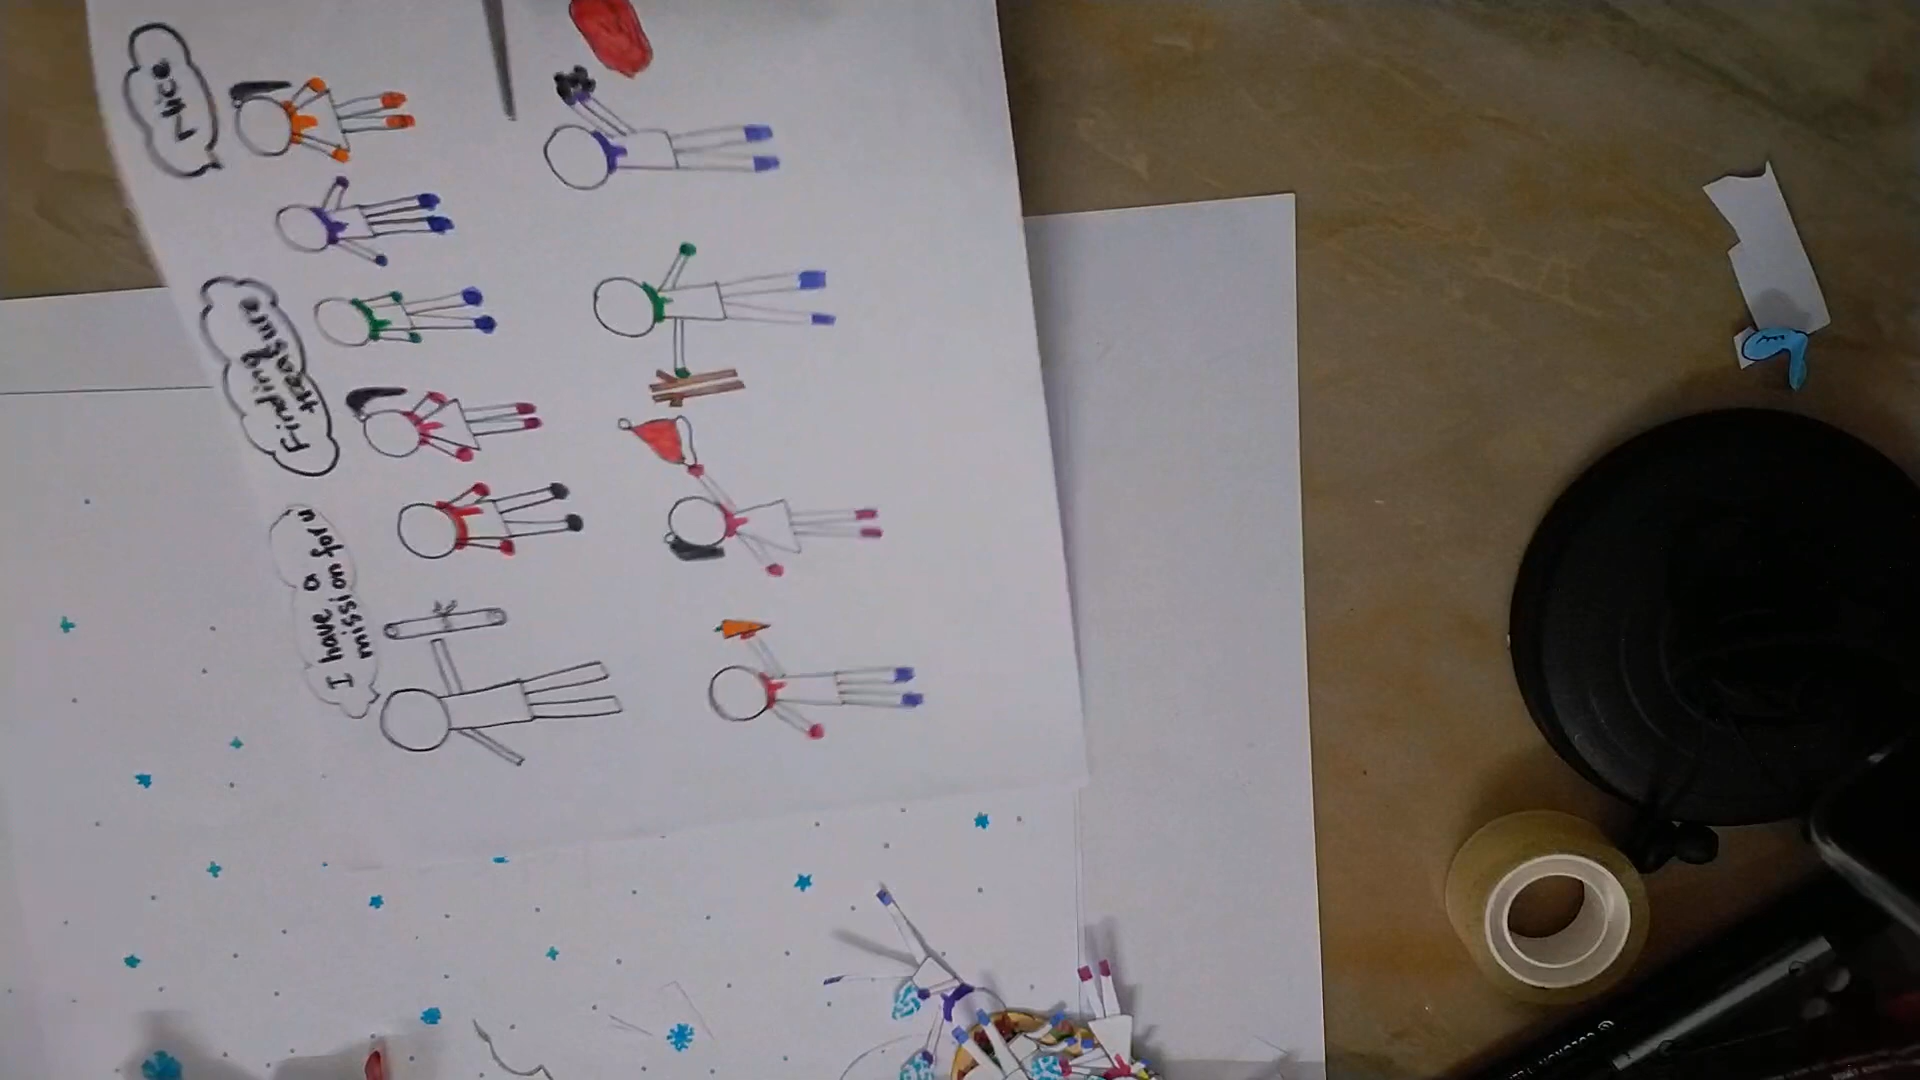 I have a
mission for u
Finding
treasure
Nice